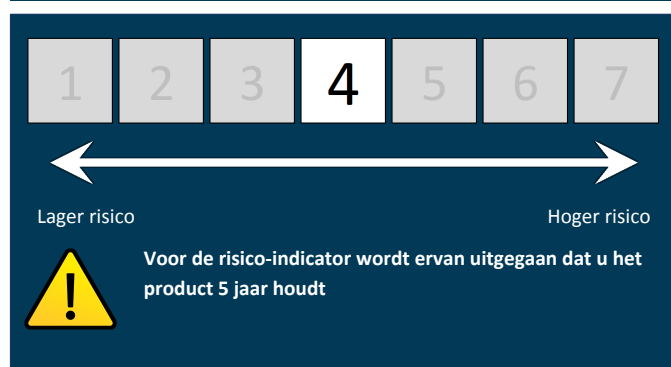 1 2 3 4 5 6 7
Lager risico Hoger risico
Voor de risico-indicator wordt ervan uitgegaan dat u het
product 5 jaar houdt